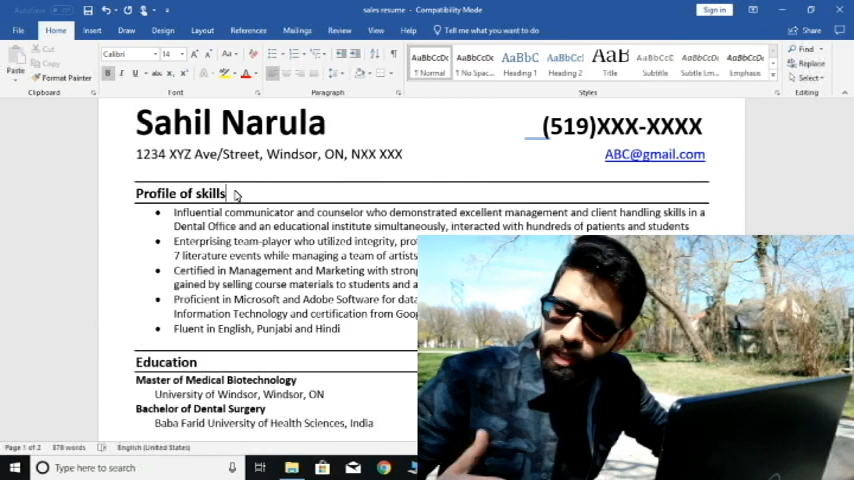 AutoSave
sales resume - Compatibility Mode
Sign in
File Home Insert Draw Design Layout References Mailings Review View Help Tell me what you want to do Share
Paste
Cut
Copy
Format Painter
Calibri 14
Find
Replace
Select
AaBbCcDc AaBbCcDc AaBbC AaBbCcI AaB AaBbCcD AaBbCcDc AaBbCcDc
¶ Normal ¶ No Spac... Heading 1 Heading 2 Title Subtitle Subtle Em... Emphasis
Clipboard Font Paragraph Styles Editing
Sahil Narula (519)XXX-XXXX
1234 XYZ Ave/Street, Windsor, ON, NXX XXX ABC@gmail.com
Profile of skills
• Influential communicator and counselor who demonstrated excellent management and client handling skills in a
Dental Office and an educational institute simultaneously, interacted with hundreds of patients and students
• Enterprising team-player who utilized integrity,
7 literature events while managing a team of artists
• Certified in Management and Marketing with strong
gained by selling course materials to students and
• Proficient in Microsoft and Adobe Software for
Information Technology and certification from
• Fluent in English, Punjabi and Hindi
Education
Master of Medical Biotechnology
University of Windsor, Windsor, ON
Bachelor of Dental Surgery
Baba Farid University of Health Sciences, India
Page 1 of 2 878 words English (United States)
Type here to search